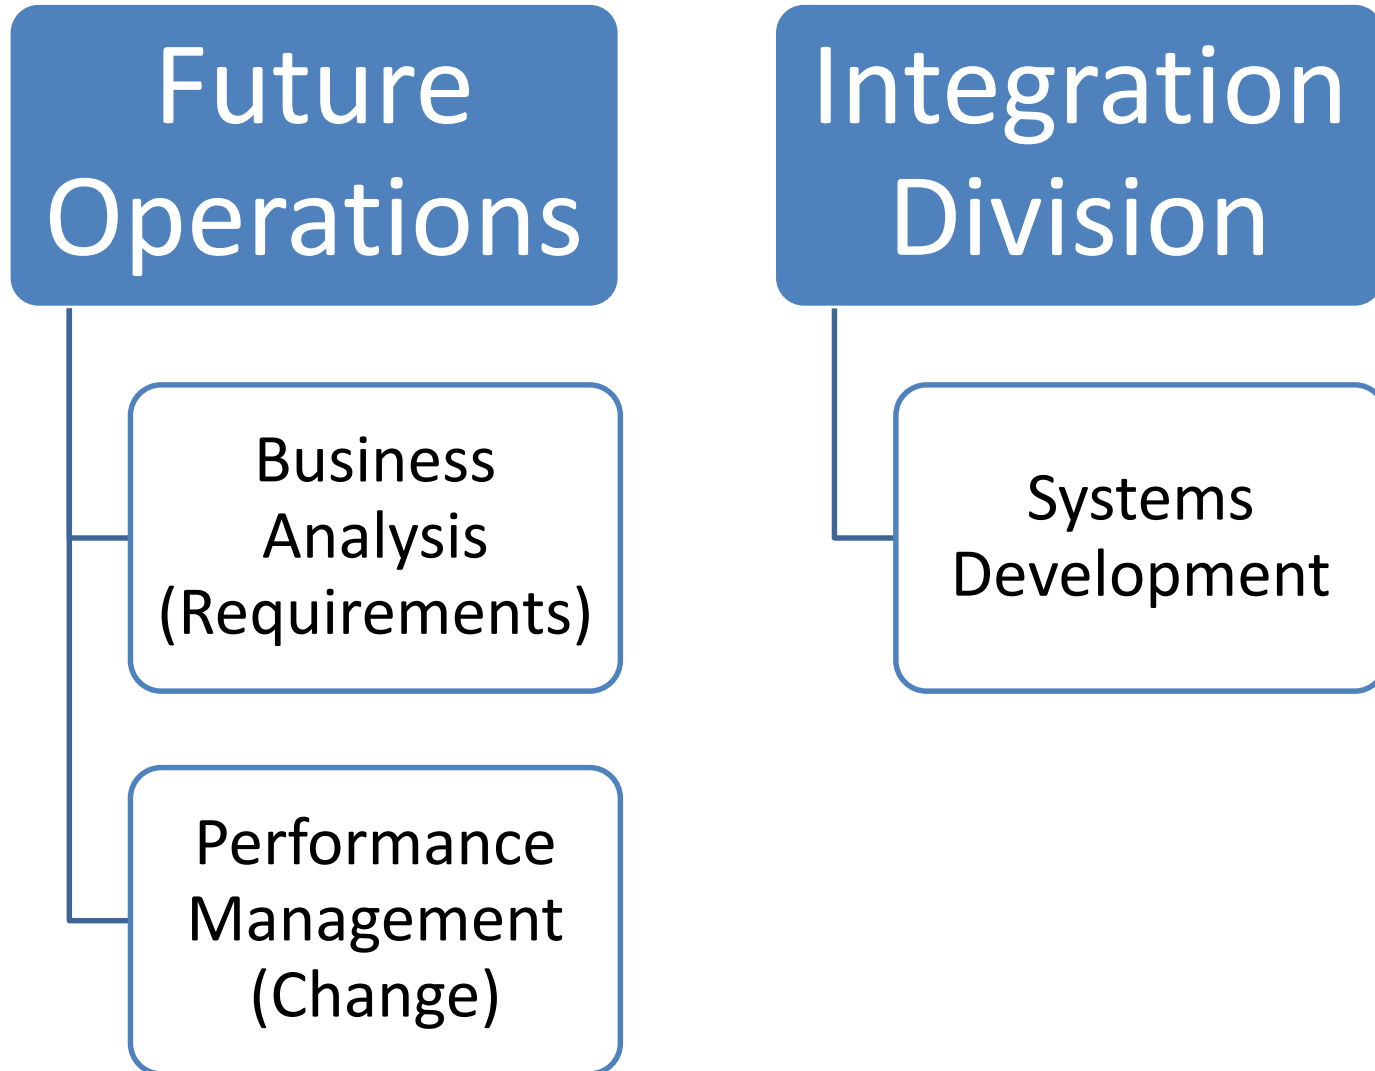 Future
Operations
Business
Analysis
(Requirements)
Performance
Management
(Change)
Integration
Division
Systems
Development